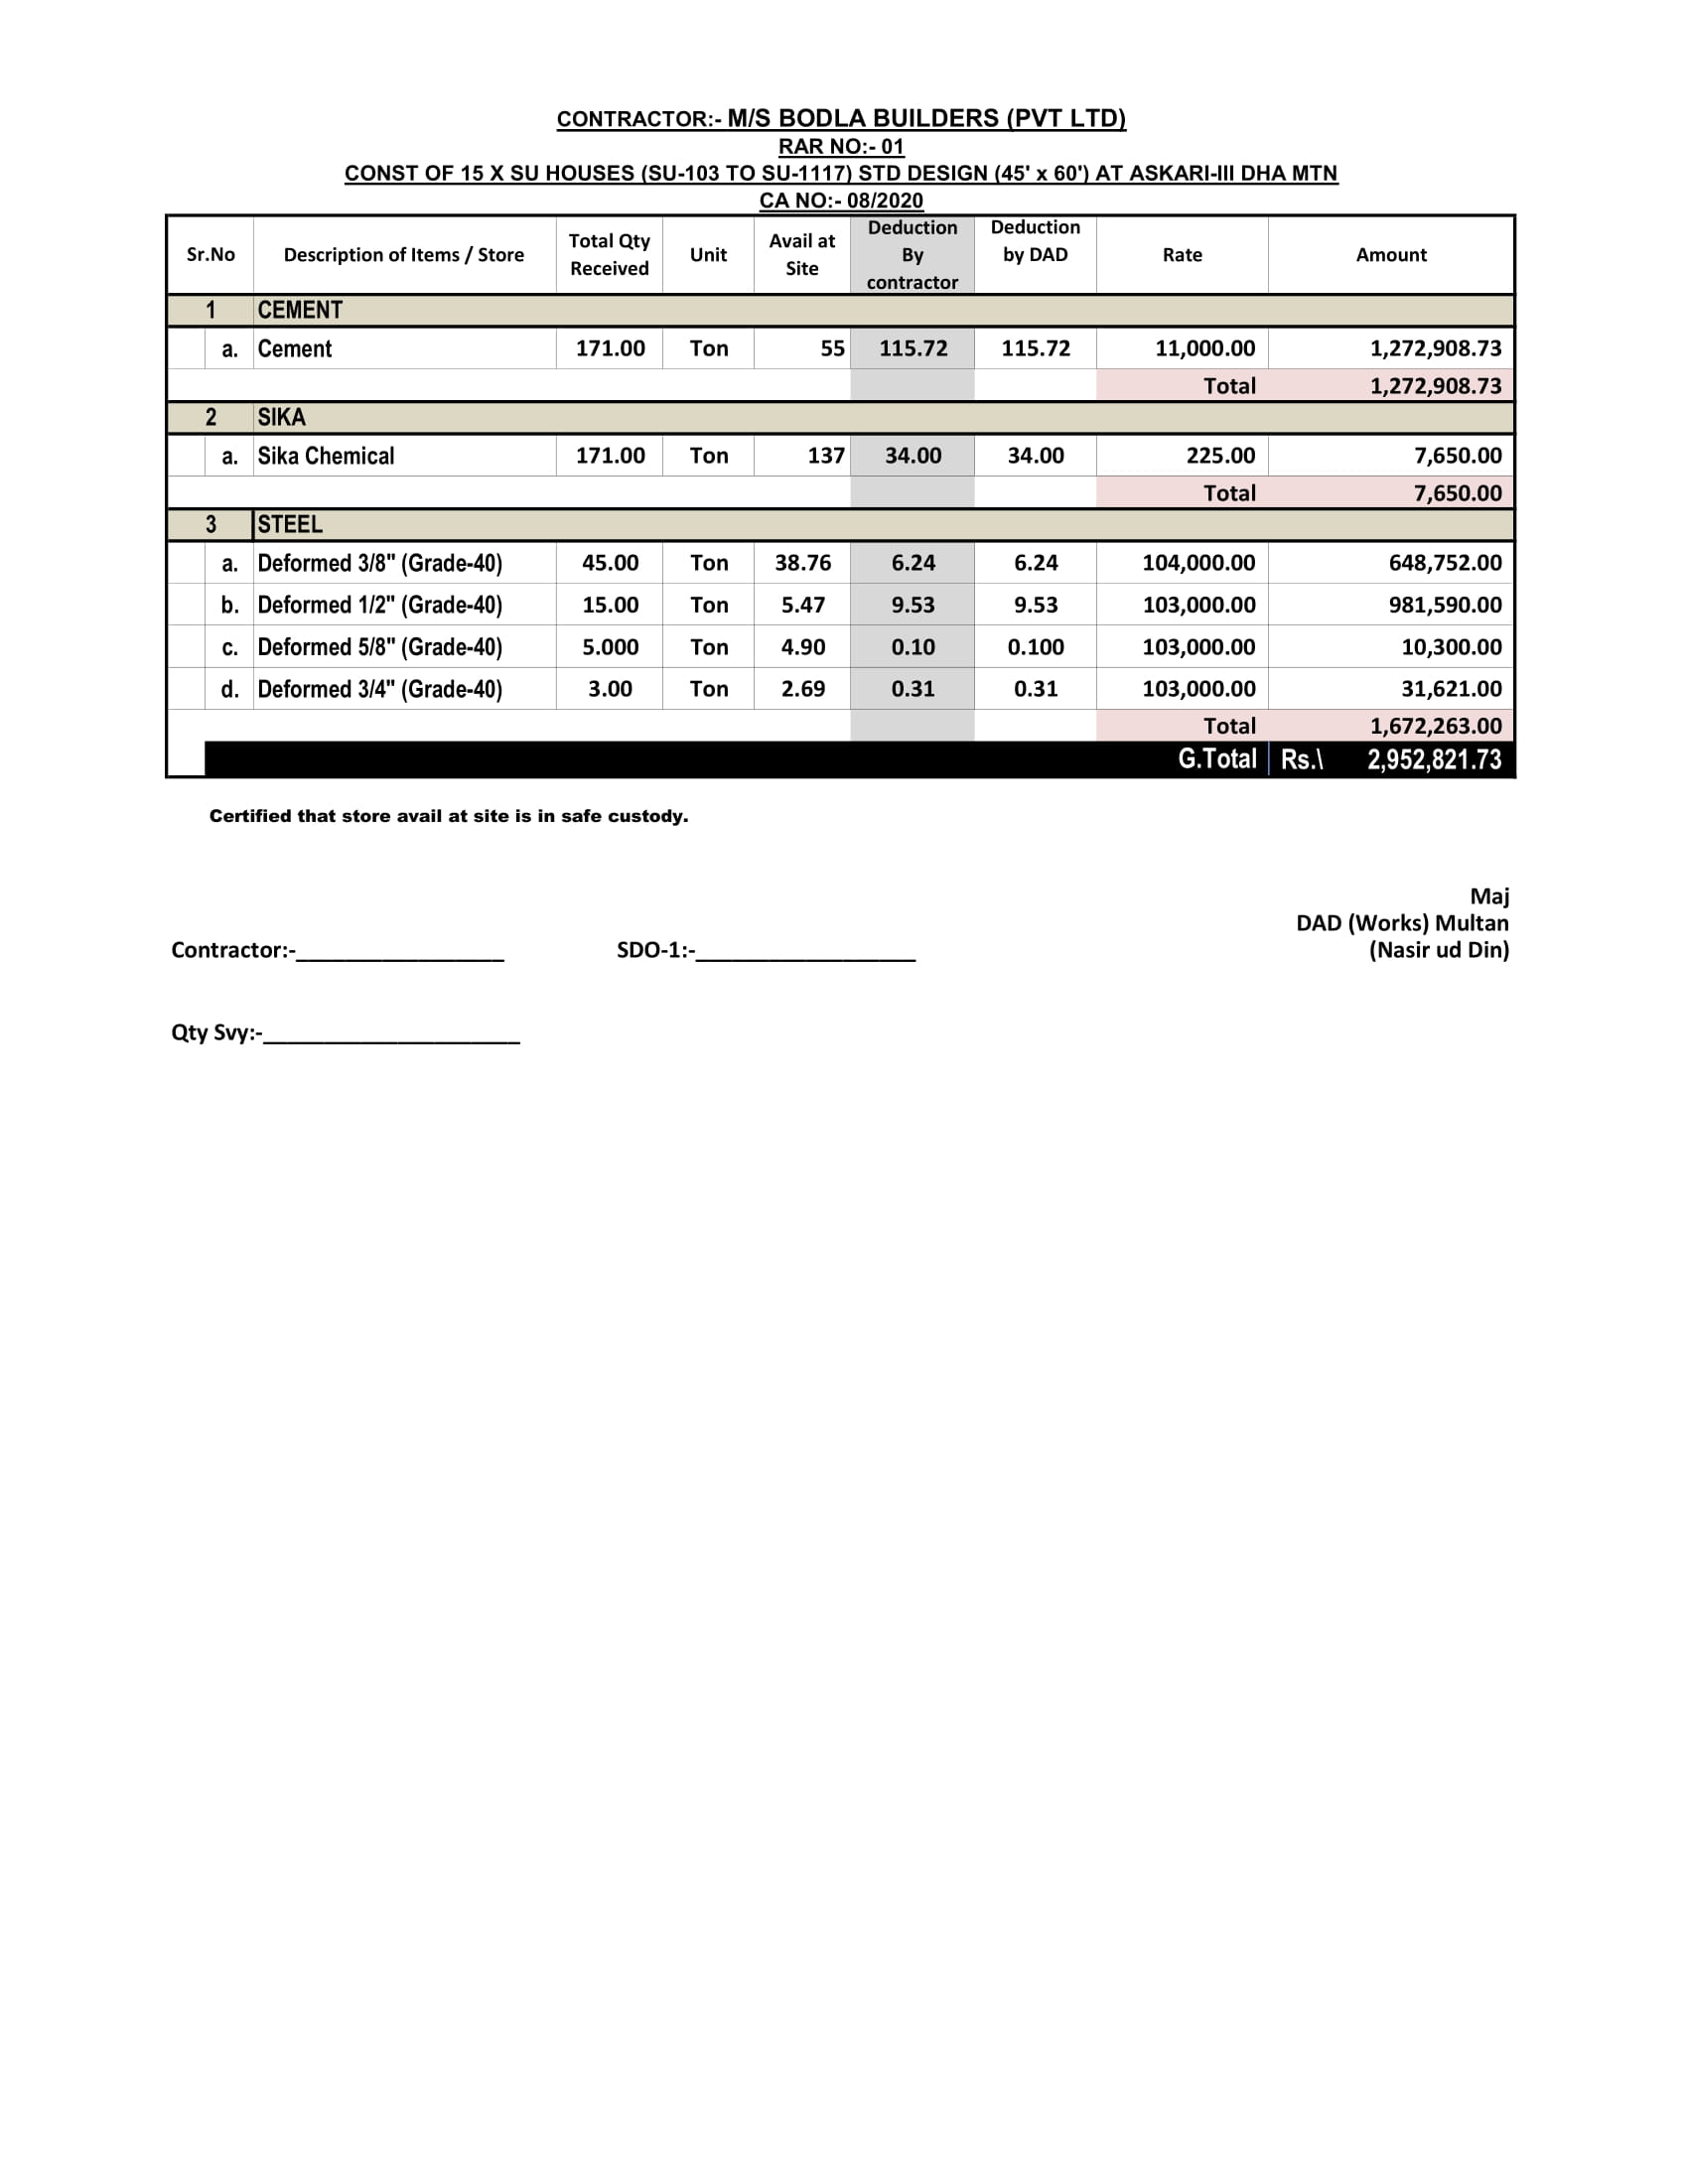 CONTRACTOR:- M/S BODLA BUILDERS (PVT LTD)
RAR NO:- 01
CONST OF 15 X SU HOUSES (SU-103 TO SU-1117) STD DESIGN (45' x 60') AT ASKARI-III DHA MTN
CA NO:- 08/2020
Sr.No Description of Items / Store Total Qty Received Unit Avail at Site Deduction By contractor Deduction by DAD Rate Amount
1 CEMENT
a. Cement 171.00 Ton 55 115.72 115.72 11,000.00 1,272,908.73
Total 1,272,908.73
2 SIKA
a. Sika Chemical 171.00 Ton 137 34.00 34.00 225.00 7,650.00
Total 7,650.00
3 STEEL
a. Deformed 3/8" (Grade-40) 45.00 Ton 38.76 6.24 6.24 104,000.00 648,752.00
b. Deformed 1/2" (Grade-40) 15.00 Ton 5.47 9.53 9.53 103,000.00 981,590.00
c. Deformed 5/8" (Grade-40) 5.000 Ton 4.90 0.10 0.100 103,000.00 10,300.00
d. Deformed 3/4" (Grade-40) 3.00 Ton 2.69 0.31 0.31 103,000.00 31,621.00
Total 1,672,263.00
G.Total Rs.\ 2,952,821.73
Certified that store avail at site is in safe custody.
Maj
DAD (Works) Multan
Contractor:-_________________ SDO-1:-__________________ (Nasir ud Din)
Qty Svy:-_____________________